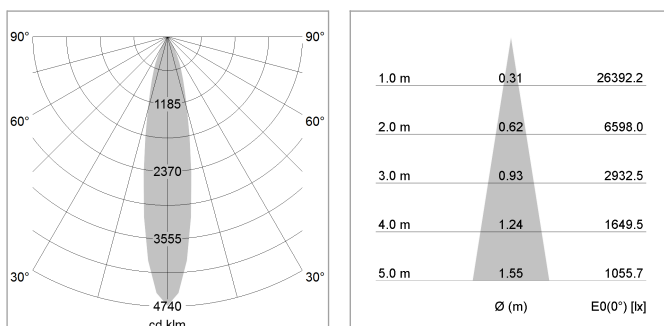 90° 90°
1185
60° 60°
2370
3555
30° 30°
4740
cd klm
1.0 m 0.31 26392.2
2.0 m 0.62 6598.0
3.0 m 0.93 2932.5
4.0 m 1.24 1649.5
5.0 m 1.55 1055.7
Ø (m) E0(0°) [lx]